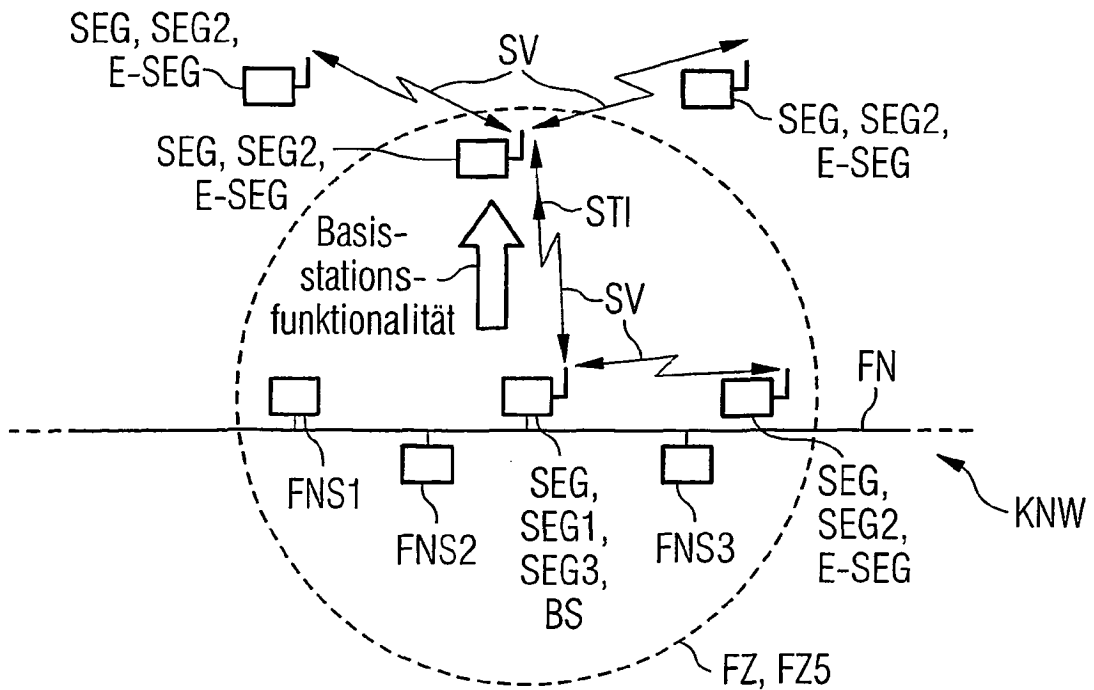 SEG, SEG2,
E-SEG
SV
SEG, SEG2,
E-SEG
SEG, SEG2,
E-SEG
STI
Basis-
stations-
funktionalität
SV
FN
FNS1
FNS2
SEG,
SEG1,
SEG3,
BS
FNS3
SEG,
SEG2,
E-SEG
KNW
FZ, FZ5